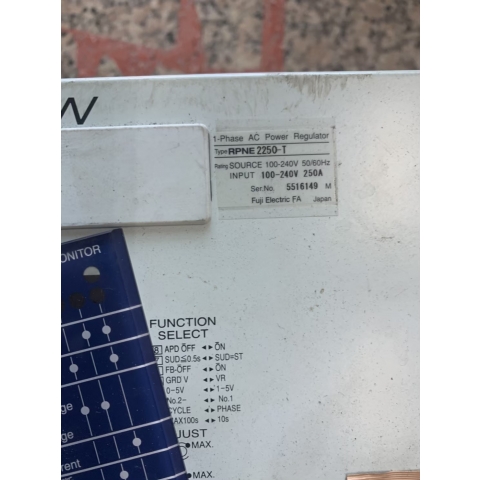 W
1-Phase AC Power Regulator
Type RPNE 2250-T
Rating SOURCE 100-240V 50/60Hz
INPUT 100-240V 250A
Ser.No. 5516149 M
Fuji Electric FA Japan
ONITOR
FUNCTION
SELECT
8 APD OFF ◄► ON
7 SUD≤0.5s ◄► SUD=ST
FB-OFF ◄► ON
GRD V ◄► VR
0-5V ◄► 1-5V
No.2- ◄► No.1
CYCLE ◄► PHASE
MAX100s ◄► 10s
JUST
MAX.
MAX.
ge
ge
rent